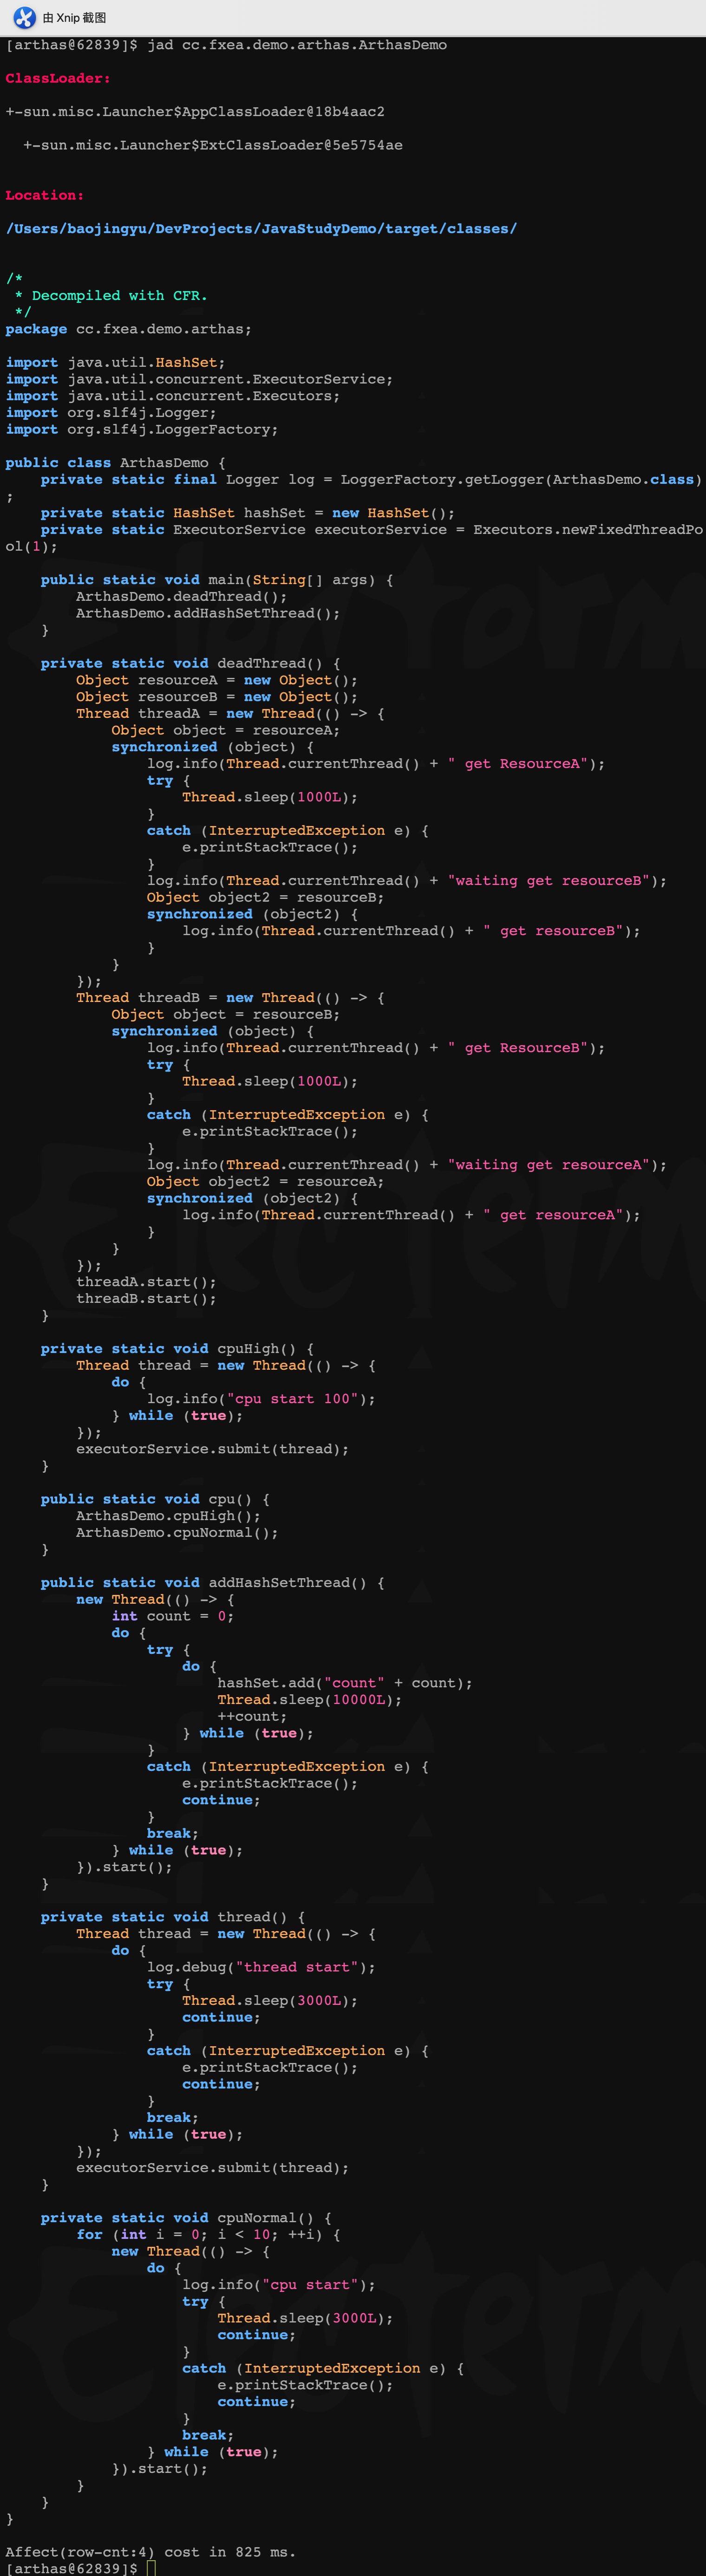 由 Xnip 截图
[arthas@62839]$ jad cc.fxea.demo.arthas.ArthasDemo
ClassLoader:
+-sun.misc.Launcher$AppClassLoader@18b4aac2
  +-sun.misc.Launcher$ExtClassLoader@5e5754ae
Location:
/Users/baojingyu/DevProjects/JavaStudyDemo/target/classes/
/*
 * Decompiled with CFR.
 */
package cc.fxea.demo.arthas;
import java.util.HashSet;
import java.util.concurrent.ExecutorService;
import java.util.concurrent.Executors;
import org.slf4j.Logger;
import org.slf4j.LoggerFactory;
public class ArthasDemo {
    private static final Logger log = LoggerFactory.getLogger(ArthasDemo.class)
;
    private static HashSet hashSet = new HashSet();
    private static ExecutorService executorService = Executors.newFixedThreadPo
ol(1);
    public static void main(String[] args) {
        ArthasDemo.deadThread();
        ArthasDemo.addHashSetThread();
    }
    private static void deadThread() {
        Object resourceA = new Object();
        Object resourceB = new Object();
        Thread threadA = new Thread(() -> {
            Object object = resourceA;
            synchronized (object) {
                log.info(Thread.currentThread() + " get ResourceA");
                try {
                    Thread.sleep(1000L);
                }
                catch (InterruptedException e) {
                    e.printStackTrace();
                }
                log.info(Thread.currentThread() + "waiting get resourceB");
                Object object2 = resourceB;
                synchronized (object2) {
                    log.info(Thread.currentThread() + " get resourceB");
                }
            }
        });
        Thread threadB = new Thread(() -> {
            Object object = resourceB;
            synchronized (object) {
                log.info(Thread.currentThread() + " get ResourceB");
                try {
                    Thread.sleep(1000L);
                }
                catch (InterruptedException e) {
                    e.printStackTrace();
                }
                log.info(Thread.currentThread() + "waiting get resourceA");
                Object object2 = resourceA;
                synchronized (object2) {
                    log.info(Thread.currentThread() + " get resourceA");
                }
            }
        });
        threadA.start();
        threadB.start();
    }
    private static void cpuHigh() {
        Thread thread = new Thread(() -> {
            do {
                log.info("cpu start 100");
            } while (true);
        });
        executorService.submit(thread);
    }
    public static void cpu() {
        ArthasDemo.cpuHigh();
        ArthasDemo.cpuNormal();
    }
    public static void addHashSetThread() {
        new Thread(() -> {
            int count = 0;
            do {
                try {
                    do {
                        hashSet.add("count" + count);
                        Thread.sleep(10000L);
                        ++count;
                    } while (true);
                }
                catch (InterruptedException e) {
                    e.printStackTrace();
                    continue;
                }
                break;
            } while (true);
        }).start();
    }
    private static void thread() {
        Thread thread = new Thread(() -> {
            do {
                log.debug("thread start");
                try {
                    Thread.sleep(3000L);
                    continue;
                }
                catch (InterruptedException e) {
                    e.printStackTrace();
                    continue;
                }
                break;
            } while (true);
        });
        executorService.submit(thread);
    }
    private static void cpuNormal() {
        for (int i = 0; i < 10; ++i) {
            new Thread(() -> {
                do {
                    log.info("cpu start");
                    try {
                        Thread.sleep(3000L);
                        continue;
                    }
                    catch (InterruptedException e) {
                        e.printStackTrace();
                        continue;
                    }
                    break;
                } while (true);
            }).start();
        }
    }
}
Affect(row-cnt:4) cost in 825 ms.
[arthas@62839]$